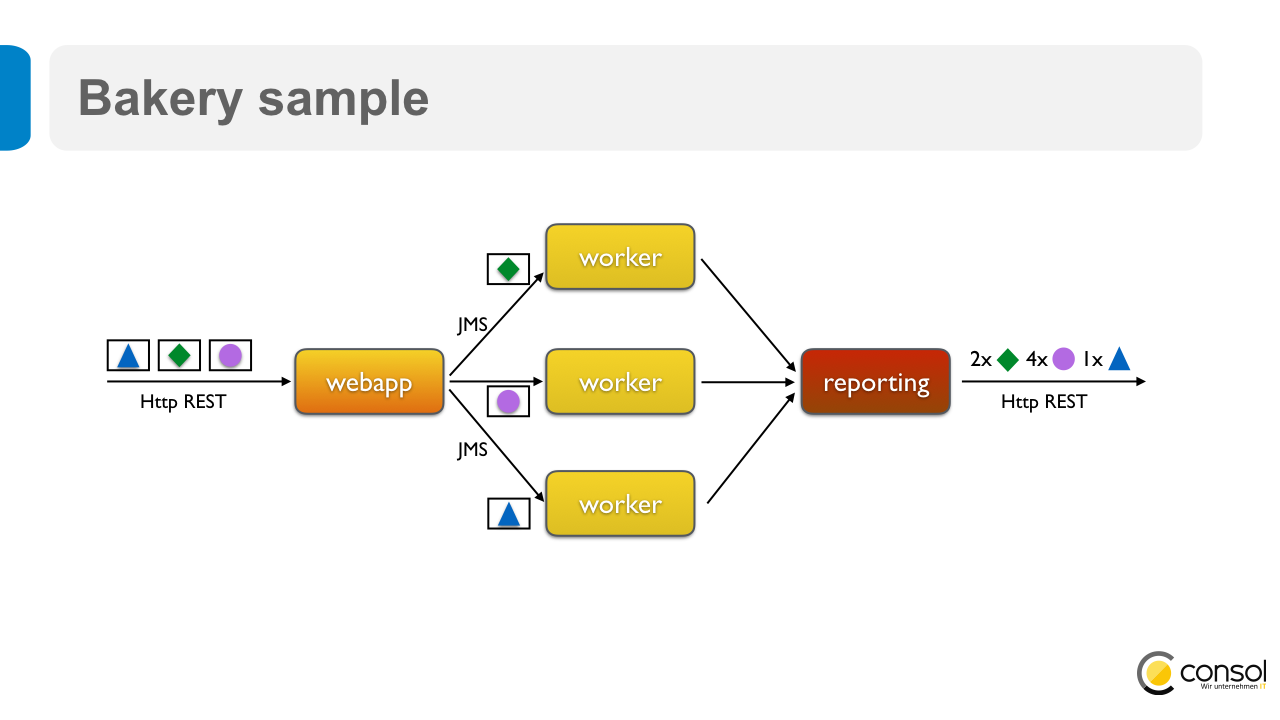 Bakery sample
worker
JMS
Http REST
webapp
worker
reporting
2x 4x 1x
Http REST
JMS
worker
consol
Wir unternehmen IT